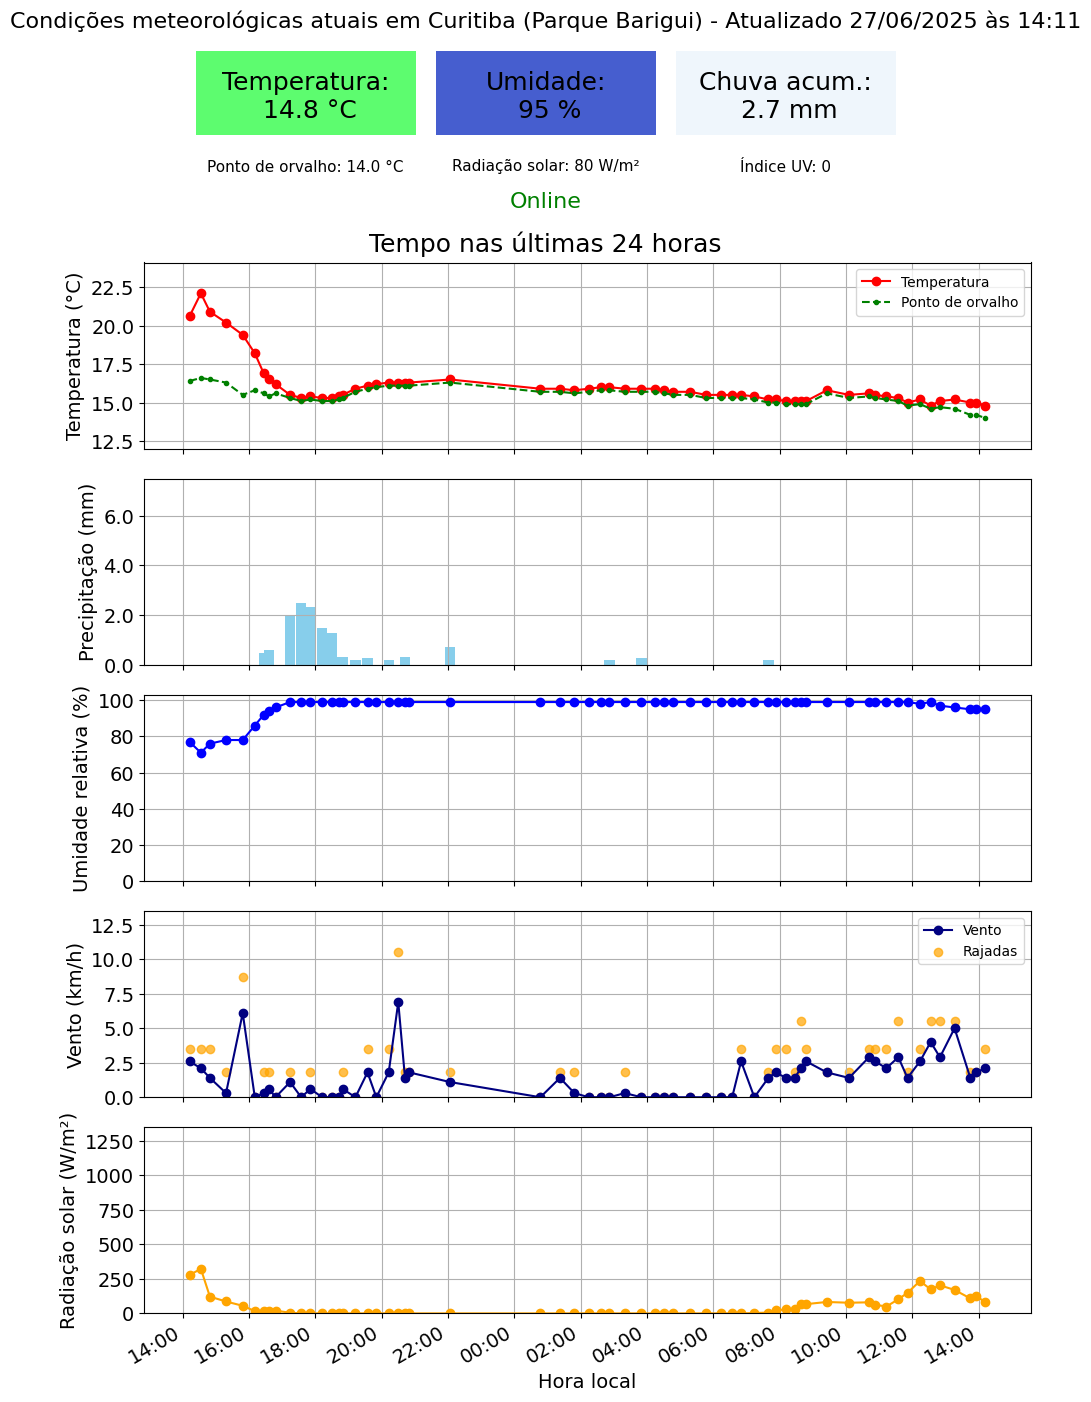 Condições meteorológicas atuais em Curitiba (Parque Barigui) - Atualizado 27/06/2025 às 14:11
Temperatura:
14.8 °C
Umidade:
95 %
Chuva acum.:
2.7 mm
Ponto de orvalho: 14.0 °C
Radiação solar: 80 W/m²
Índice UV: 0
Online
Tempo nas últimas 24 horas
Temperatura (°C)
22.5
20.0
17.5
15.0
12.5
Temperatura
Ponto de orvalho
Precipitação (mm)
6.0
4.0
2.0
0.0
Umidade relativa (%)
100
80
60
40
20
0
Vento (km/h)
12.5
10.0
7.5
5.0
2.5
0.0
Vento
Rajadas
Radiação solar (W/m²)
1250
1000
750
500
250
0
14:00
16:00
18:00
20:00
22:00
00:00
02:00
04:00
06:00
08:00
10:00
12:00
14:00
Hora local